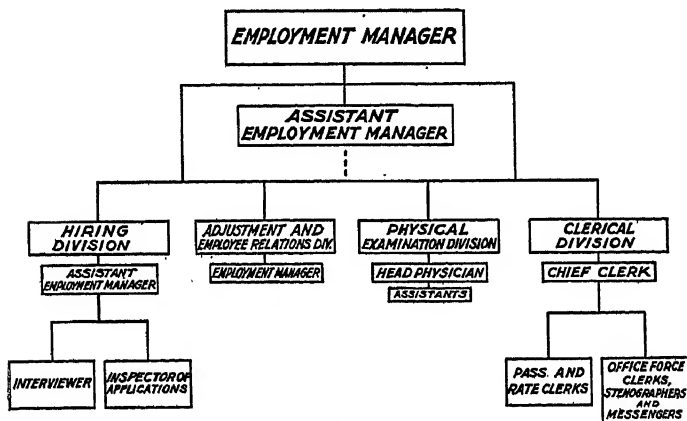 EMPLOYMENT MANAGER
ASSISTANT
EMPLOYMENT MANAGER
HIRING
DIVISION
ASSISTANT
EMPLOYMENT MANAGER
INTERVIEWER
INSPECTOR OF
APPLICATIONS
ADJUSTMENT AND
EMPLOYEE RELATIONS DIV.
EMPLOYMENT MANAGER
PHYSICAL
EXAMINATION DIVISION
HEAD PHYSICIAN
ASSISTANTS
CLERICAL
DIVISION
CHIEF CLERK
PASS. AND
RATE CLERKS
OFFICE FORCE
CLERKS,
STENOGRAPHERS
AND
MESSENGERS